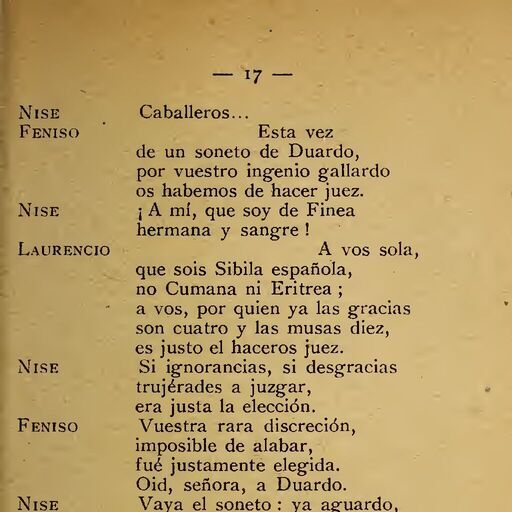 — 17 —
NISE Caballeros...
FENISO Esta vez
de un soneto de Duardo,
por vuestro ingenio gallardo
os habemos de hacer juez.
NISE ¡A mí, que soy de Finea
hermana y sangre!
LAURENCIO A vos sola,
que sois Sibila española,
no Cumana ni Eritrea;
a vos, por quien ya las gracias
son cuatro y las musas diez,
es justo el haceros juez.
NISE Si ignorancias, si desgracias
trujérades a juzgar,
era justa la elección.
FENISO Vuestra rara discreción,
imposible de alabar,
fué justamente elegida.
Oid, señora, a Duardo.
NISE Vaya el soneto: ya aguardo,